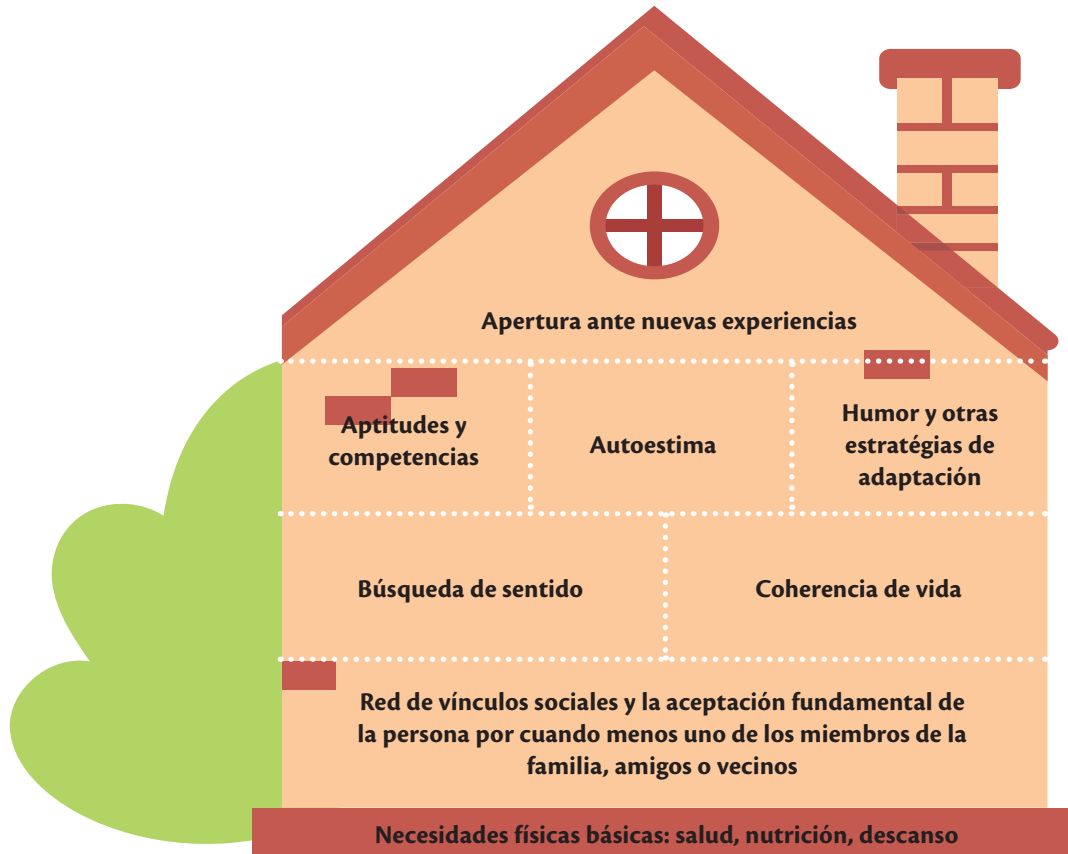 Apertura ante nuevas experiencias
Aptitudes y
competencias
Autoestima
Humor y otras
estratégias de
adaptación
Búsqueda de sentido
Coherencia de vida
Red de vínculos sociales y la aceptación fundamental de
la persona por cuando menos uno de los miembros de la
familia, amigos o vecinos
Necesidades físicas básicas: salud, nutrición, descanso